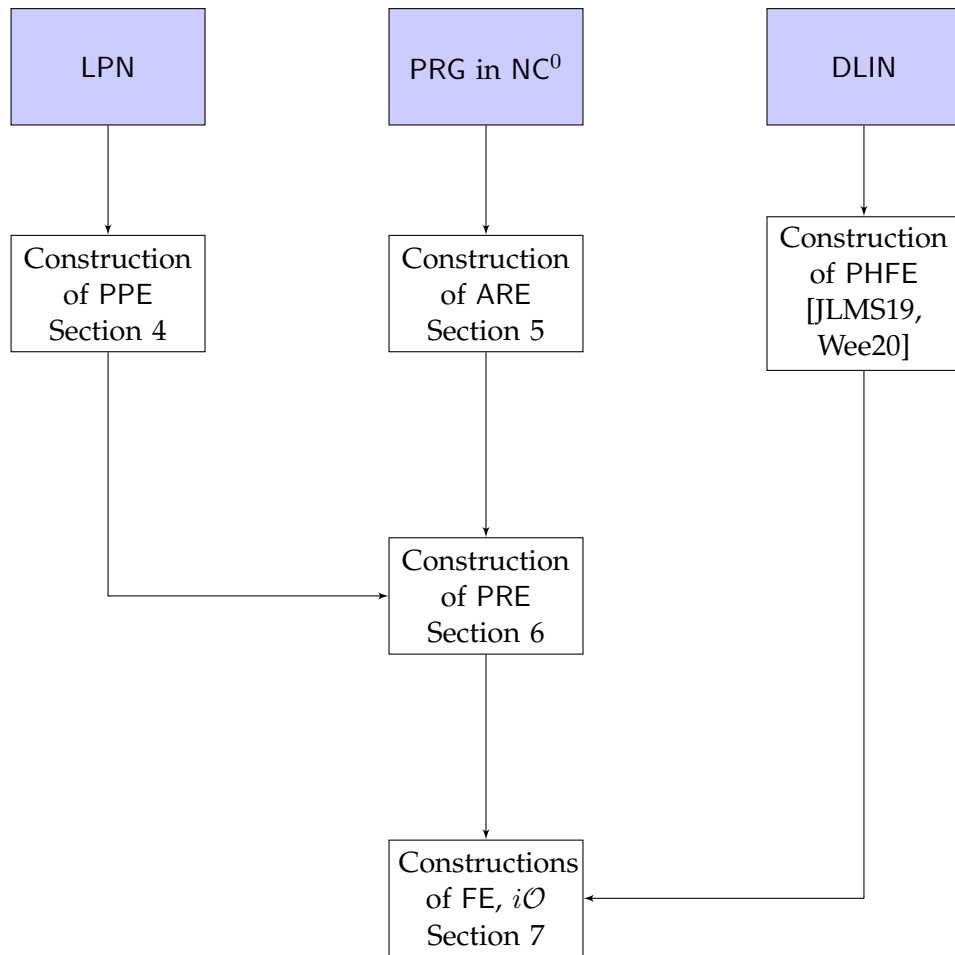 LPN
PRG in NC⁰
DLIN
Construction
of PPE
Section 4
Construction
of ARE
Section 5
Construction
of PHFE
[JLMS19,
Wee20]
Construction
of PRE
Section 6
Constructions
of FE, i𝒪
Section 7